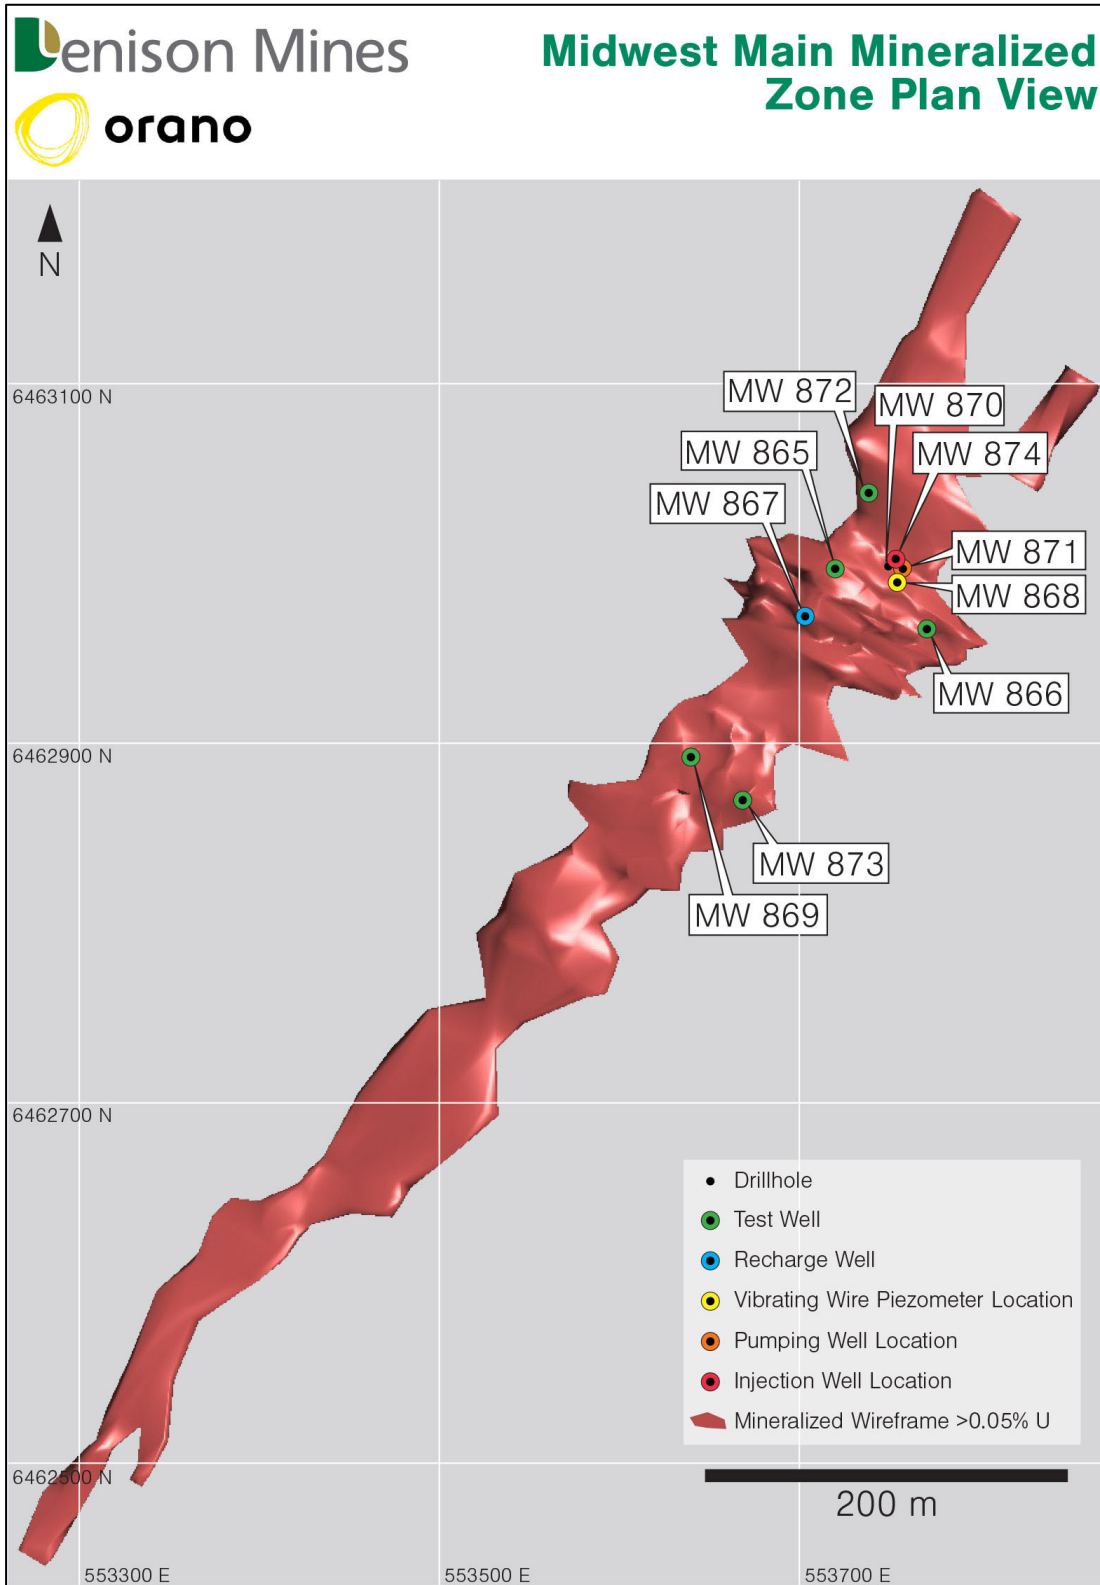 Denison Mines
orano
Midwest Main Mineralized
Zone Plan View
N
6463100 N
6462900 N
6462700 N
6462500 N
553300 E
553500 E
553700 E
MW 872
MW 870
MW 865
MW 874
MW 867
MW 871
MW 868
MW 866
MW 873
MW 869
Drillhole
Test Well
Recharge Well
Vibrating Wire Piezometer Location
Pumping Well Location
Injection Well Location
Mineralized Wireframe >0.05% U
200 m